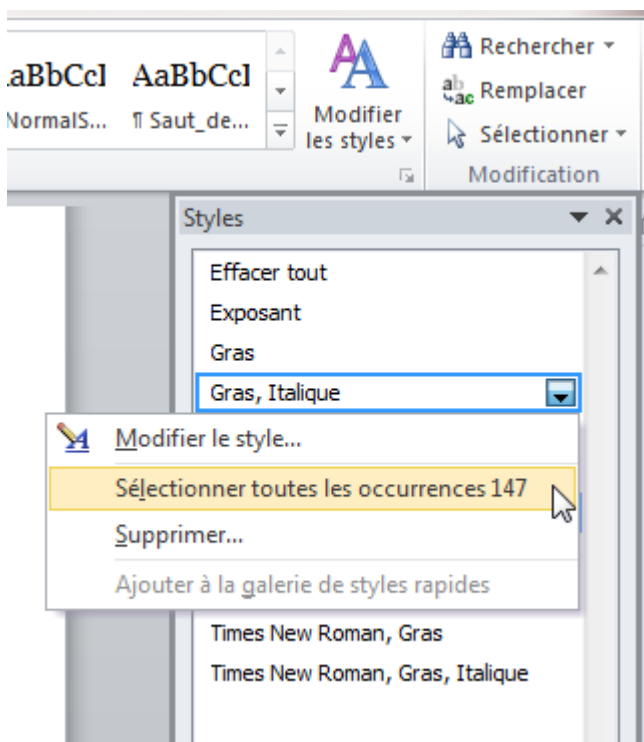 .aBbCcI AaBbCcI
NormalS... ¶ Saut_de...
Modifier
les styles
Rechercher
Remplacer
Sélectionner
Modification
Styles
Effacer tout
Exposant
Gras
Gras, Italique
Modifier le style...
Sélectionner toutes les occurrences 147
Supprimer...
Ajouter à la galerie de styles rapides
Times New Roman, Gras
Times New Roman, Gras, Italique